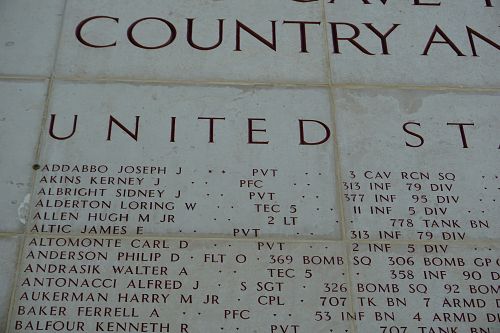 COUNTRY AN
UNITED ST
ADDABBO JOSEPH J · · · PVT · · 3 CAV RCN SQ
AKINS KERNEY J · · PFC · · · 313 INF 79 DIV
ALBRIGHT SIDNEY J · · PVT · · 377 INF 95 DIV
ALDERTON LORING W · · TEC 5 · 11 INF 5 DIV
ALLEN HUGH M JR · · · 2 LT · · · 778 TANK BN
ALTIC JAMES E · · · PVT · · · 313 INF 79 DIV
ALTOMONTE CARL D · · PVT · · · 2 INF 5 DIV
ANDERSON PHILIP D · FLT O · 369 BOMB SQ 306 BOMB GP
ANDRASIK WALTER A · TEC 5 · · · 358 INF 90 D
ANTONACCI ALFRED J · S SGT · 326 BOMB SQ 92 BOM
AUKERMAN HARRY M JR · CPL · 707 TK BN 7 ARMD D
BAKER FERRELL A · · PFC · · · 53 INF BN 4 ARMD D
BALFOUR KENNETH R · PVT · · · 707 TANK BN 7 ARM